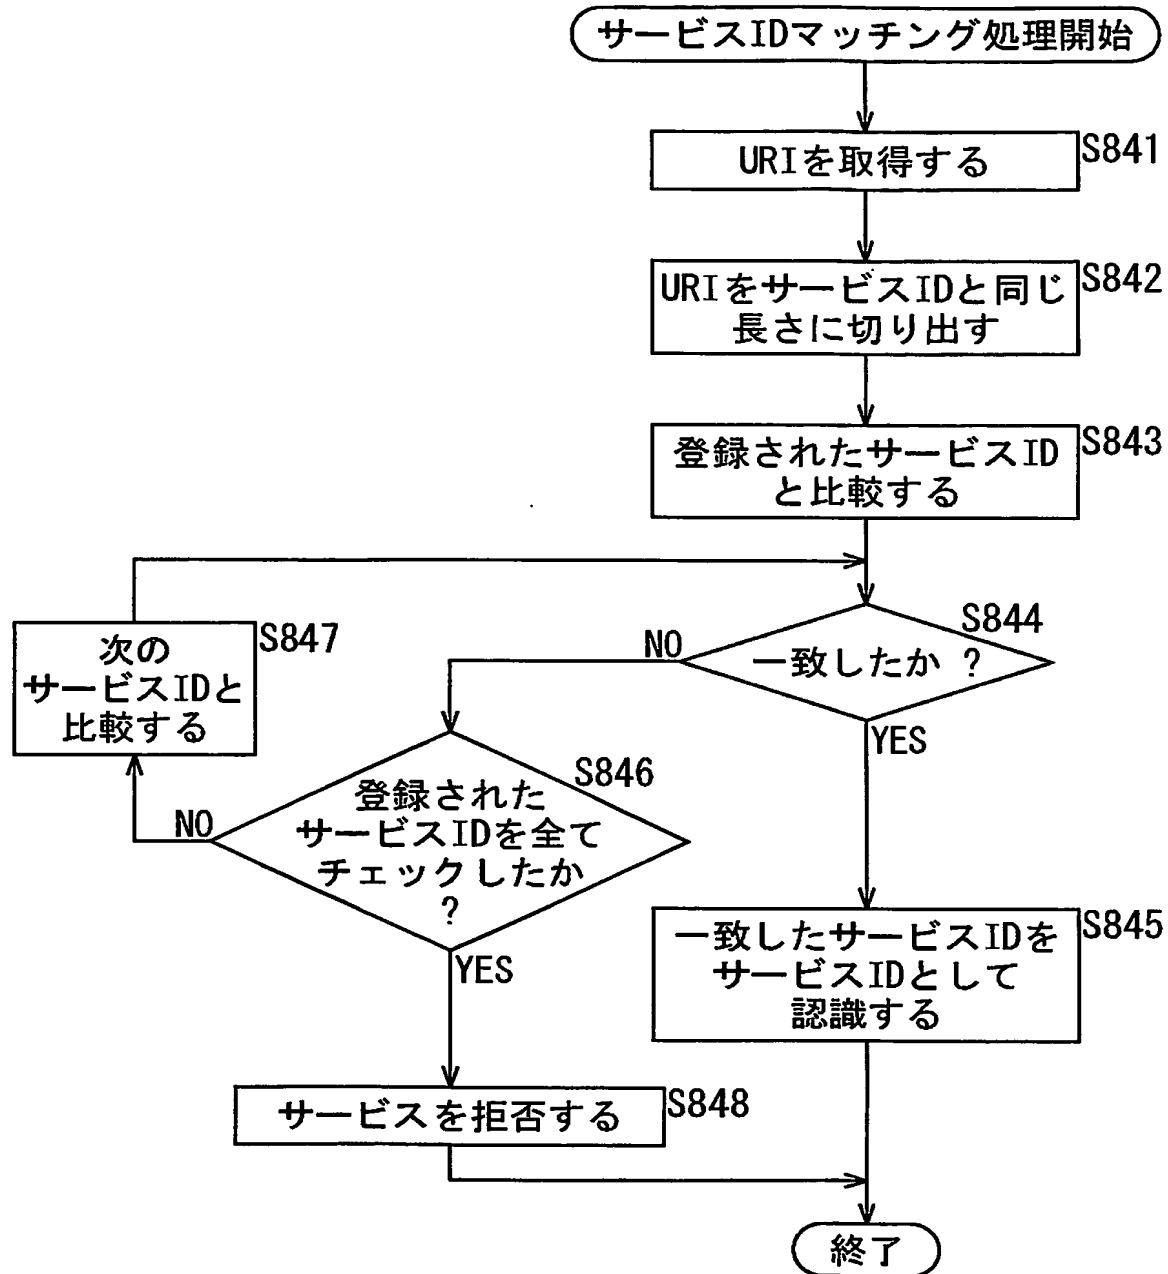 サービスIDマッチング処理開始
URIを取得する
S841
URIをサービスIDと同じ
長さに切り出す
S842
登録されたサービスID
と比較する
S843
S844
一致したか ?
NO
YES
次の
サービスIDと
比較する
S847
S846
登録された
サービスIDを全て
チェックしたか
?
NO
YES
一致したサービスIDを
サービスIDとして
認識する
S845
サービスを拒否する
S848
終了